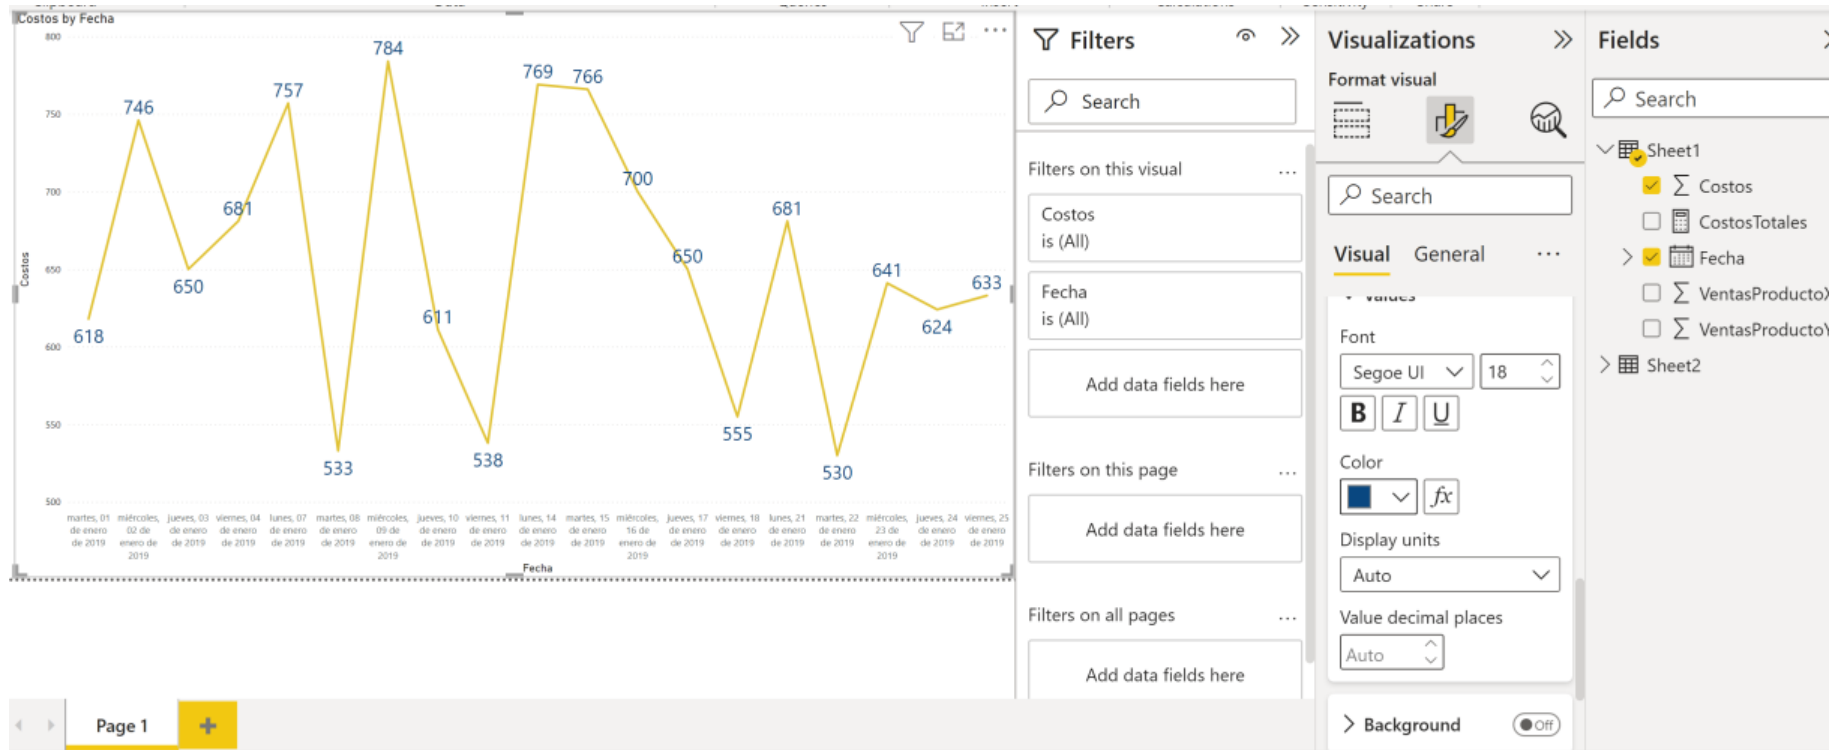 Clipboard
Data
Queries
Insert
Calculations
Sensitivity
Share
Costos by Fecha
800
750
700
650
600
550
500
Costos
618
746
650
681
757
533
784
611
538
769
766
700
650
555
681
530
641
624
633
martes, 01 de enero de 2019
miércoles, 02 de enero de 2019
jueves, 03 de enero de 2019
viernes, 04 de enero de 2019
lunes, 07 de enero de 2019
martes, 08 de enero de 2019
miércoles, 09 de enero de 2019
jueves, 10 de enero de 2019
viernes, 11 de enero de 2019
lunes, 14 de enero de 2019
martes, 15 de enero de 2019
miércoles, 16 de enero de 2019
jueves, 17 de enero de 2019
viernes, 18 de enero de 2019
lunes, 21 de enero de 2019
martes, 22 de enero de 2019
miércoles, 23 de enero de 2019
jueves, 24 de enero de 2019
viernes, 25 de enero de 2019
Fecha
Page 1
+
Filters
Search
Filters on this visual
...
Costos
is (All)
Fecha
is (All)
Add data fields here
Filters on this page
...
Add data fields here
Filters on all pages
...
Add data fields here
Visualizations
Format visual
Search
Visual General ...
Values
Font
Segoe UI 18
B I U
Color
fx
Display units
Auto
Value decimal places
Auto
Background Off
Fields
Search
Sheet1
Costos
CostosTotales
Fecha
VentasProductoX
VentasProductoY
Sheet2